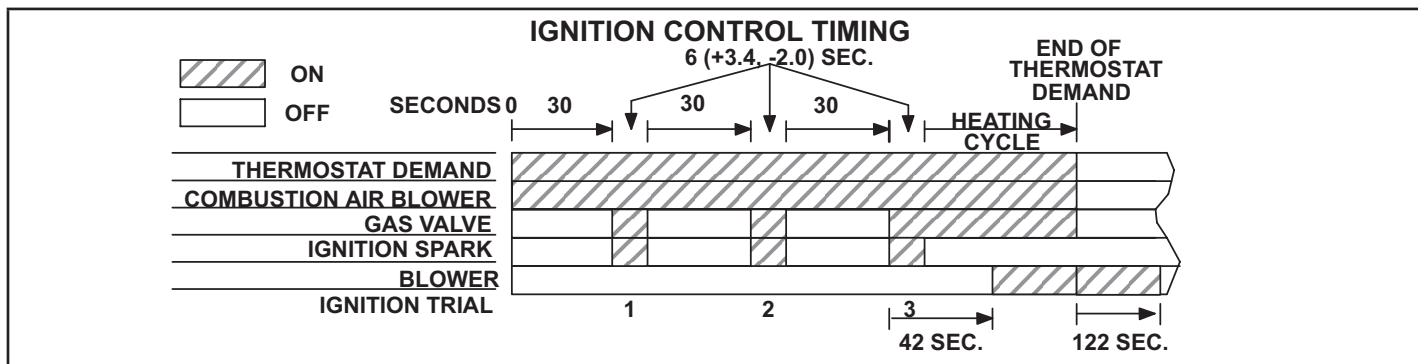 IGNITION CONTROL TIMING
6 (+3.4, -2.0) SEC.
END OF
THERMOSTAT
DEMAND
ON
OFF
SECONDS 0 30 30 30
HEATING
CYCLE
THERMOSTAT DEMAND
COMBUSTION AIR BLOWER
GAS VALVE
IGNITION SPARK
BLOWER
IGNITION TRIAL 1 2 3
42 SEC. 122 SEC.